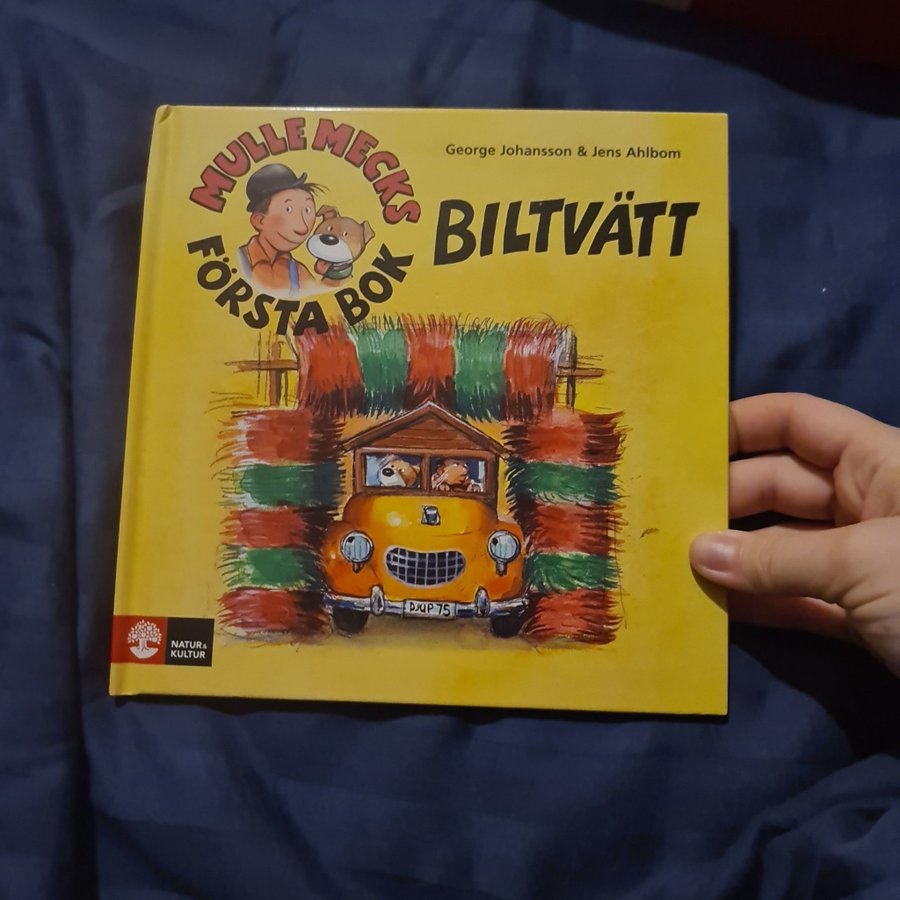 MULLE MECKS
FÖRSTA BOK
George Johansson & Jens Ahlbom
BILTVÄTT
DJUP 75
NATUR &
KULTUR